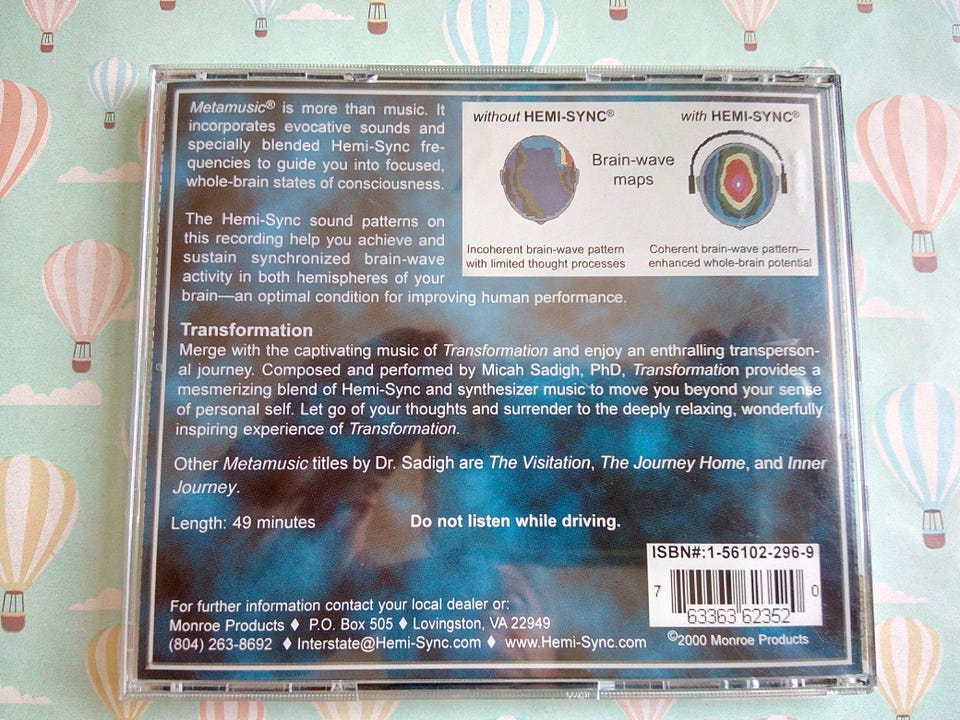 Metamusic® is more than music. It
incorporates evocative sounds and
specially blended Hemi-Sync fre-
quencies to guide you into focused,
whole-brain states of consciousness.
The Hemi-Sync sound patterns on
this recording help you achieve and
sustain synchronized brain-wave
activity in both hemispheres of your
brain—an optimal condition for improving human performance.
without HEMI-SYNC®
with HEMI-SYNC®
Brain-wave
maps
Incoherent brain-wave pattern
with limited thought processes
Coherent brain-wave pattern—
enhanced whole-brain potential
Transformation
Merge with the captivating music of Transformation and enjoy an enthralling transperson-
al journey. Composed and performed by Micah Sadigh, PhD, Transformation provides a
mesmerizing blend of Hemi-Sync and synthesizer music to move you beyond your sense
of personal self. Let go of your thoughts and surrender to the deeply relaxing, wonderfully
inspiring experience of Transformation.
Other Metamusic titles by Dr. Sadigh are The Visitation, The Journey Home, and Inner
Journey.
Length: 49 minutes
Do not listen while driving.
ISBN#:1-56102-296-9
7 63363 62352 0
For further information contact your local dealer or:
Monroe Products ♦ P.O. Box 505 ♦ Lovingston, VA 22949
(804) 263-8692 ♦ Interstate@Hemi-Sync.com ♦ www.Hemi-Sync.com
©2000 Monroe Products